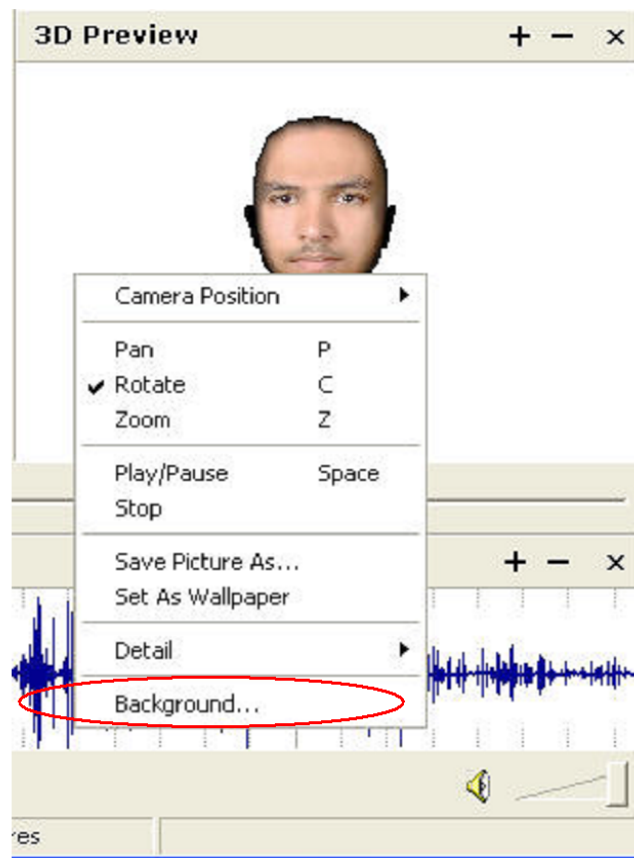 3D Preview + − ×
Camera Position
Pan P
Rotate C
Zoom Z
Play/Pause Space
Stop
Save Picture As...
+ − ×
Set As Wallpaper
Detail
Background...
res